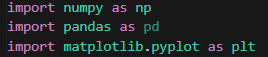 import numpy as np
import pandas as pd
import matplotlib.pyplot as plt